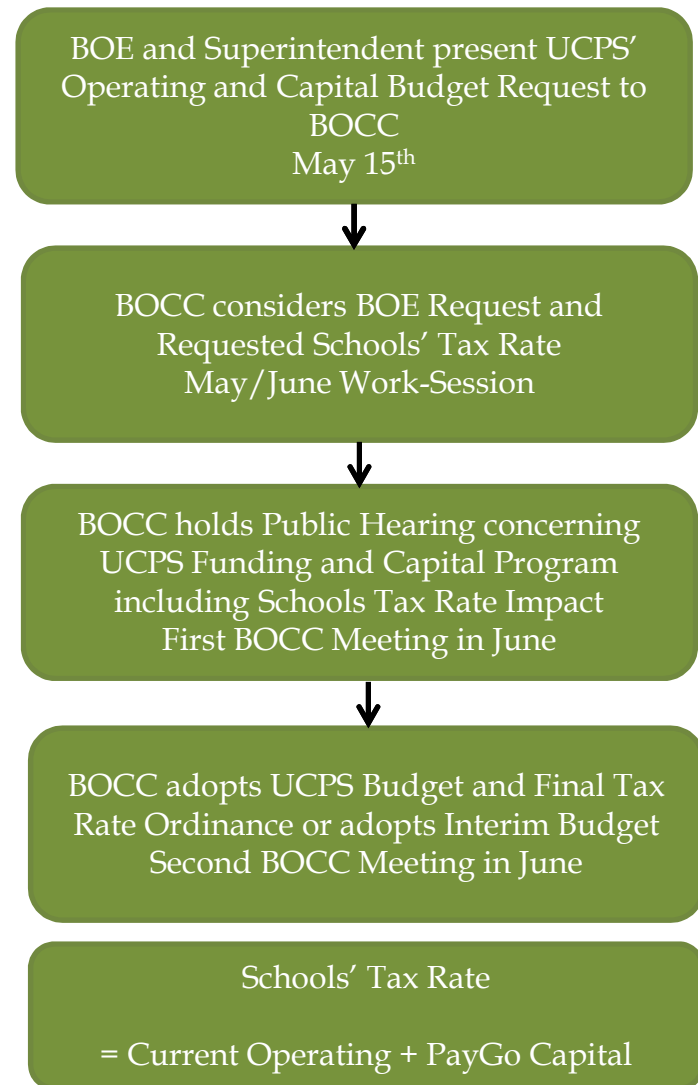 BOE and Superintendent present UCPS’
Operating and Capital Budget Request to
BOCC
May 15th
BOCC considers BOE Request and
Requested Schools’ Tax Rate
May/June Work-Session
BOCC holds Public Hearing concerning
UCPS Funding and Capital Program
including Schools Tax Rate Impact
First BOCC Meeting in June
BOCC adopts UCPS Budget and Final Tax
Rate Ordinance or adopts Interim Budget
Second BOCC Meeting in June
Schools’ Tax Rate
= Current Operating + PayGo Capital